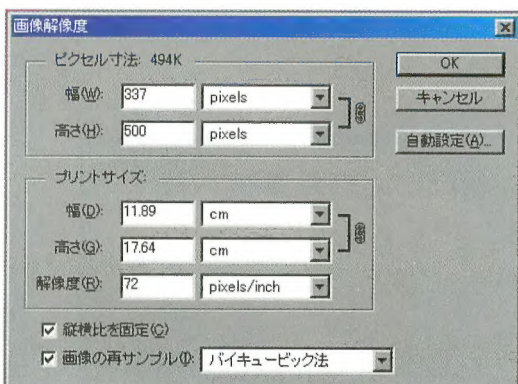 画像解像度
ピクセル寸法: 494K
OK
幅(W): 337 pixels
キャンセル
高さ(H): 500 pixels
自動設定(A)...
プリントサイズ:
幅(D): 11.89 cm
高さ(G): 17.64 cm
解像度(R): 72 pixels/inch
縦横比を固定(C)
画像の再サンプル(I): バイキュービック法